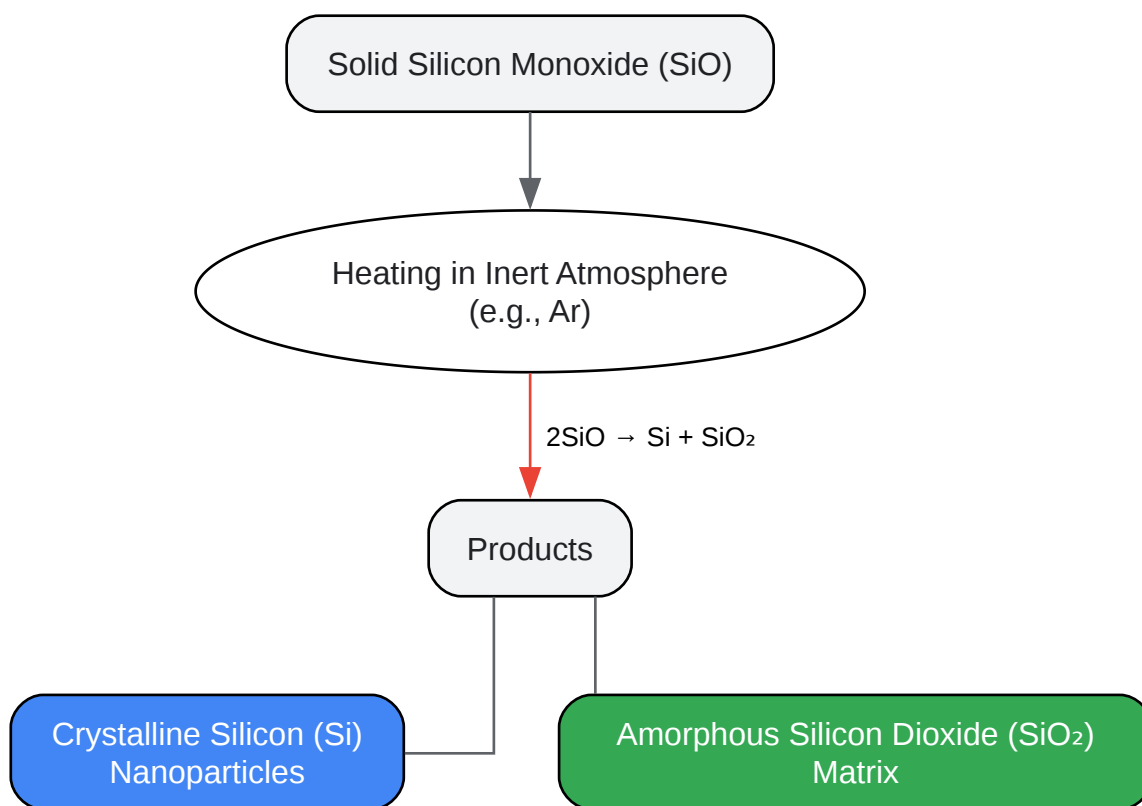 Solid Silicon Monoxide (SiO)
Heating in Inert Atmosphere
(e.g., Ar)
2SiO → Si + SiO₂
Products
Crystalline Silicon (Si)
Nanoparticles
Amorphous Silicon Dioxide (SiO₂)
Matrix